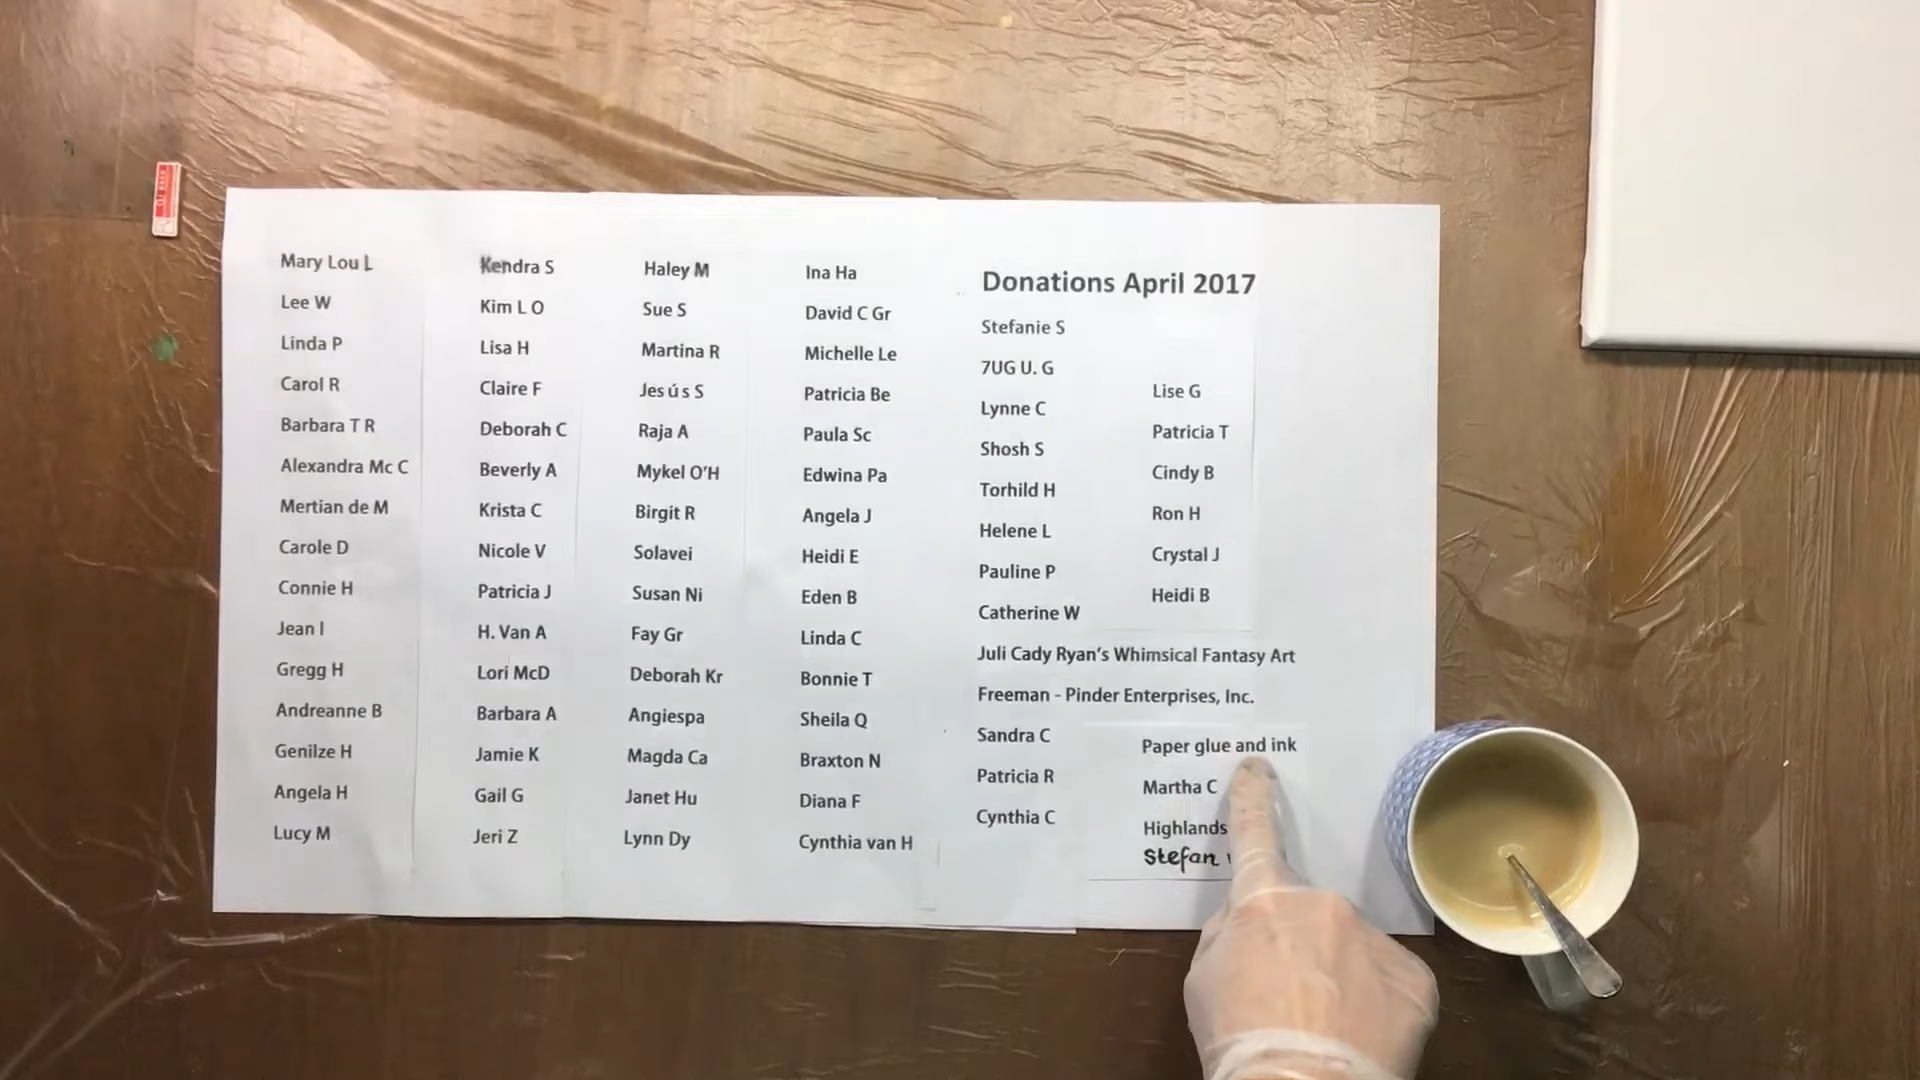 Mary Lou L
Lee W
Linda P
Carol R
Barbara T R
Alexandra Mc C
Mertian de M
Carole D
Connie H
Jean I
Gregg H
Andreanne B
Genilze H
Angela H
Lucy M
Kendra S
Kim L O
Lisa H
Claire F
Deborah C
Beverly A
Krista C
Nicole V
Patricia J
H. Van A
Lori McD
Barbara A
Jamie K
Gail G
Jeri Z
Haley M
Sue S
Martina R
Jesús S
Raja A
Mykel O'H
Birgit R
Solavei
Susan Ni
Fay Gr
Deborah Kr
Angiespa
Magda Ca
Janet Hu
Lynn Dy
Ina Ha
David C Gr
Michelle Le
Patricia Be
Paula Sc
Edwina Pa
Angela J
Heidi E
Eden B
Linda C
Bonnie T
Sheila Q
Braxton N
Diana F
Cynthia van H
Donations April 2017
Stefanie S
7UG U. G
Lynne C
Shosh S
Torhild H
Helene L
Pauline P
Catherine W
Juli Cady Ryan's Whimsical Fantasy Art
Freeman - Pinder Enterprises, Inc.
Sandra C
Patricia R
Cynthia C
Lise G
Patricia T
Cindy B
Ron H
Crystal J
Heidi B
Paper glue and ink
Martha C
Highlands
Stefan